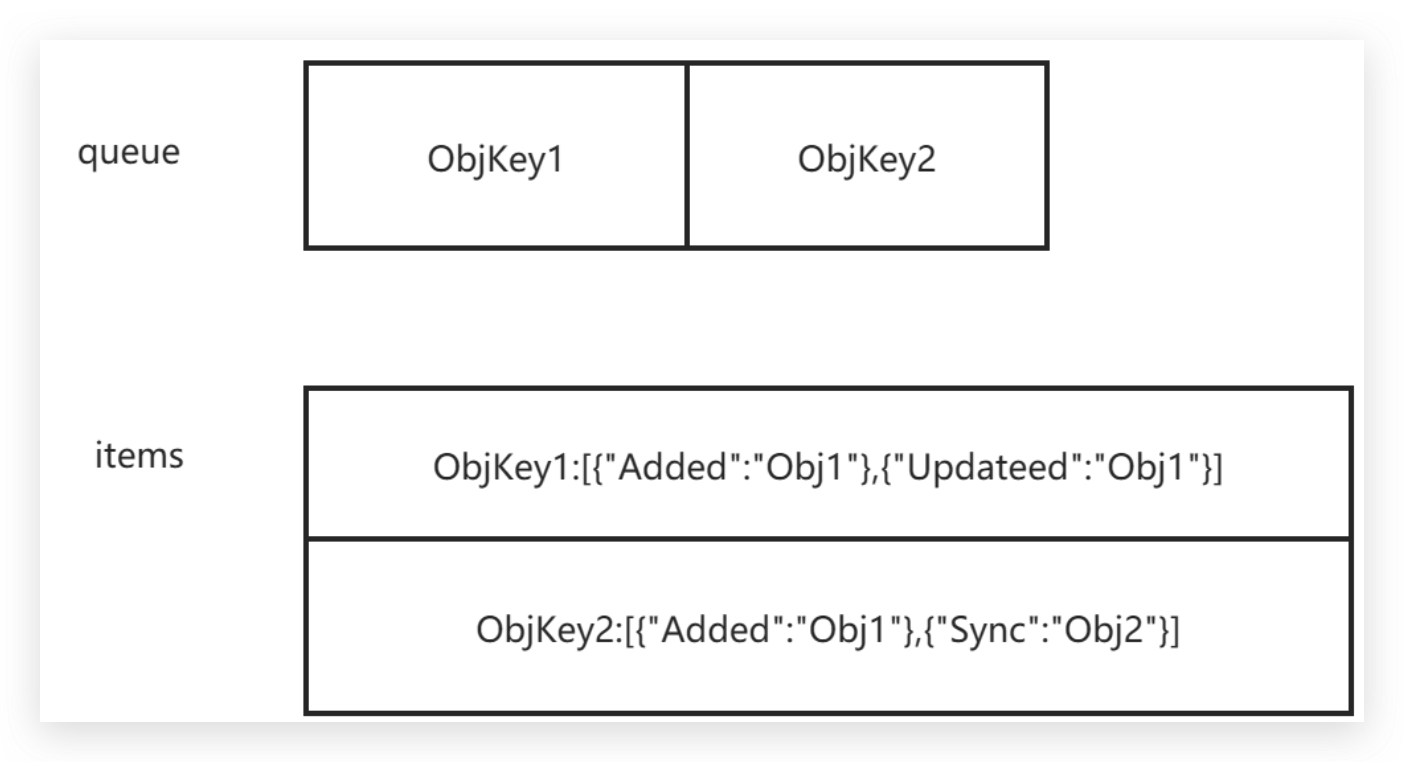 queue
ObjKey1
ObjKey2
items
ObjKey1:[{"Added":"Obj1"},{"Updateed":"Obj1"}]
ObjKey2:[{"Added":"Obj1"},{"Sync":"Obj2"}]